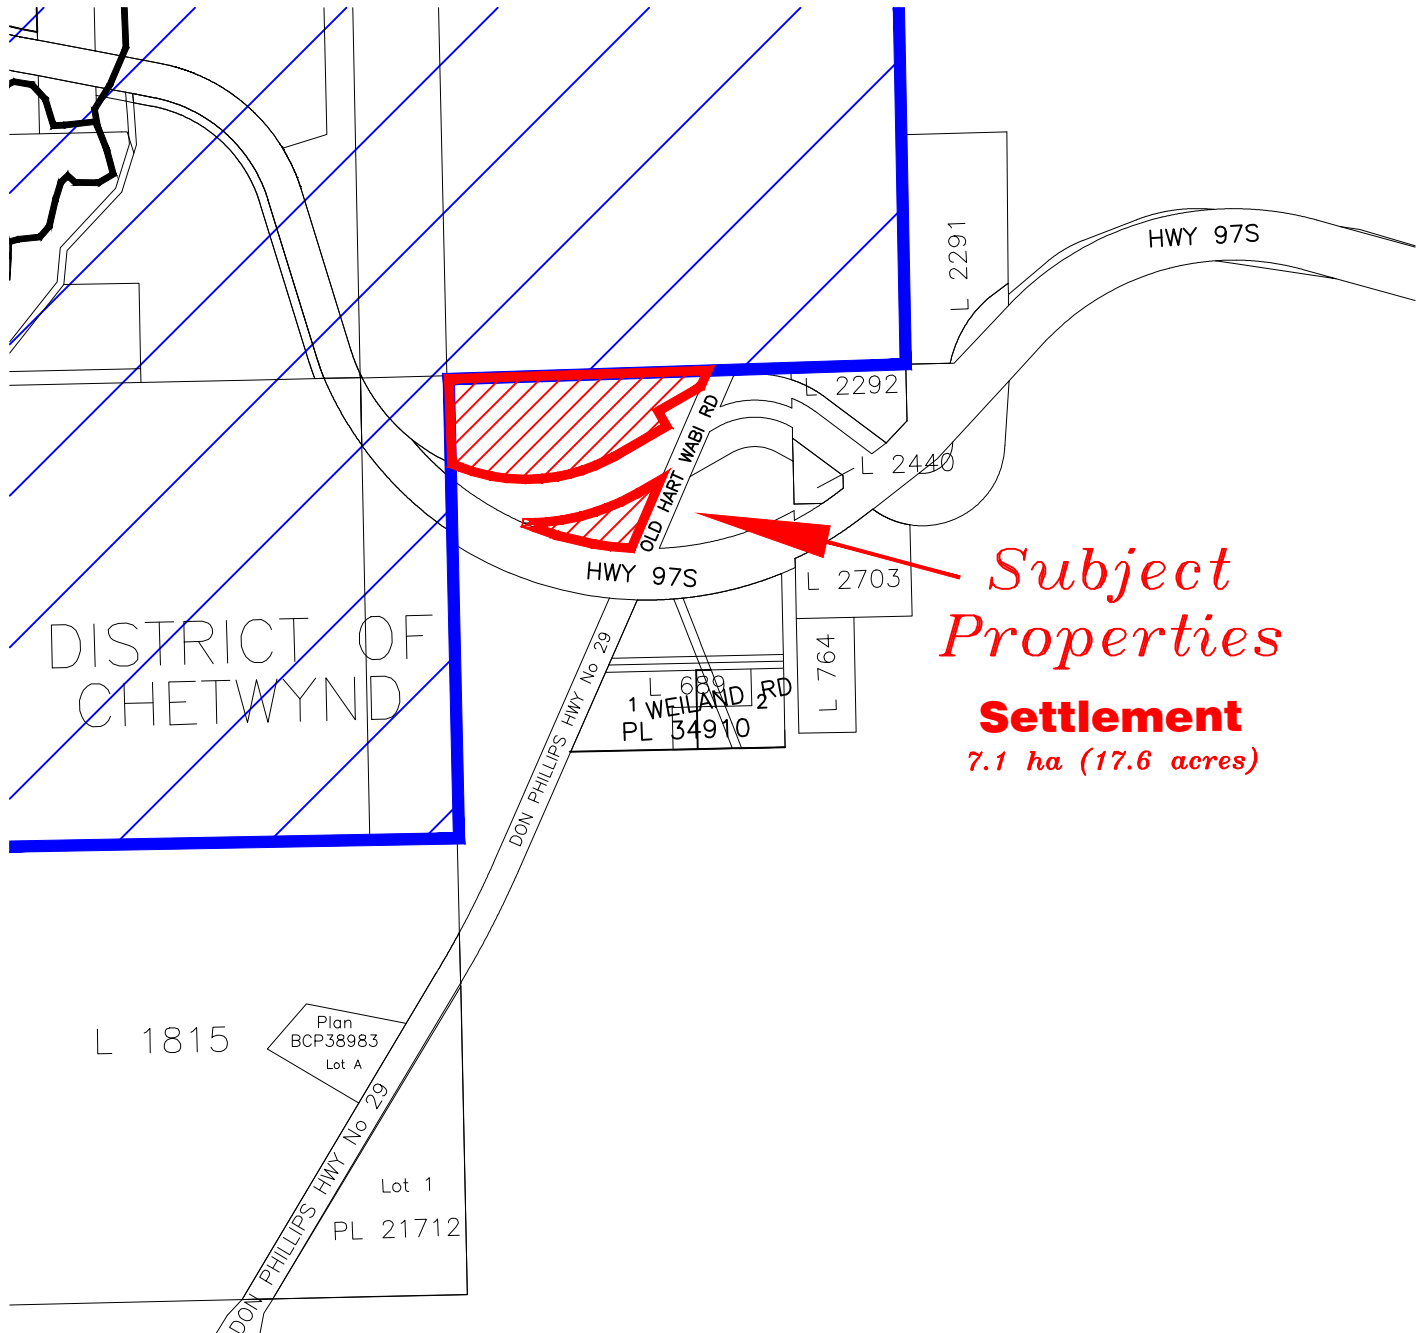 HWY 97S
L 2291
L 2292
OLD HART WABI RD
L 2440
HWY 97S
L 2703
Subject
Properties
Settlement
7.1 ha (17.6 acres)
DISTRICT OF
CHETWYND
L 764
L 689
1 WEILAND RD
2
PL 34910
DON PHILLIPS HWY No 29
L 1815
Plan
BCP38983
Lot A
DON PHILLIPS HWY No 29
Lot 1
PL 21712